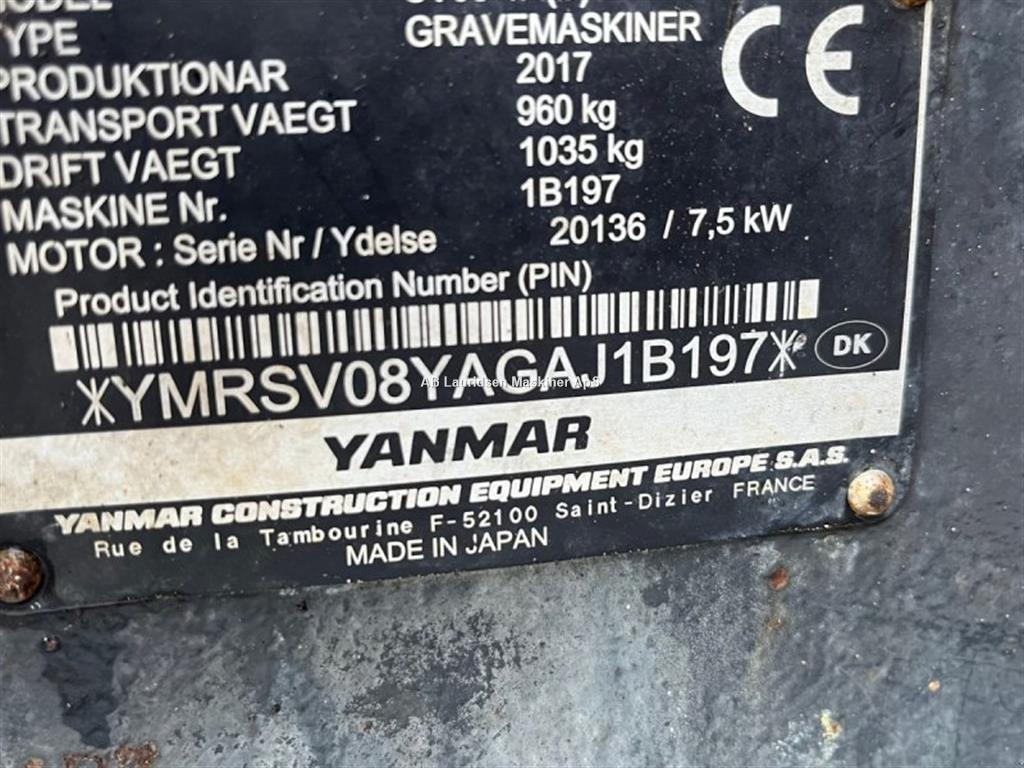 GRAVEMASKINER
PRODUKTIONAR 2017
TRANSPORT VAEGT 960 kg
DRIFT VAEGT 1035 kg
MASKINE Nr. 1B197
MOTOR : Serie Nr / Ydelse 20136 / 7,5 kW
Product Identification Number (PIN)
*YMRSV08YAGAJ1B197* DK
AB Lauridsen Maskiner ApS
YANMAR
YANMAR CONSTRUCTION EQUIPMENT EUROPE S.A.S.
Rue de la Tambourine F-52100 Saint-Dizier FRANCE
MADE IN JAPAN
CE